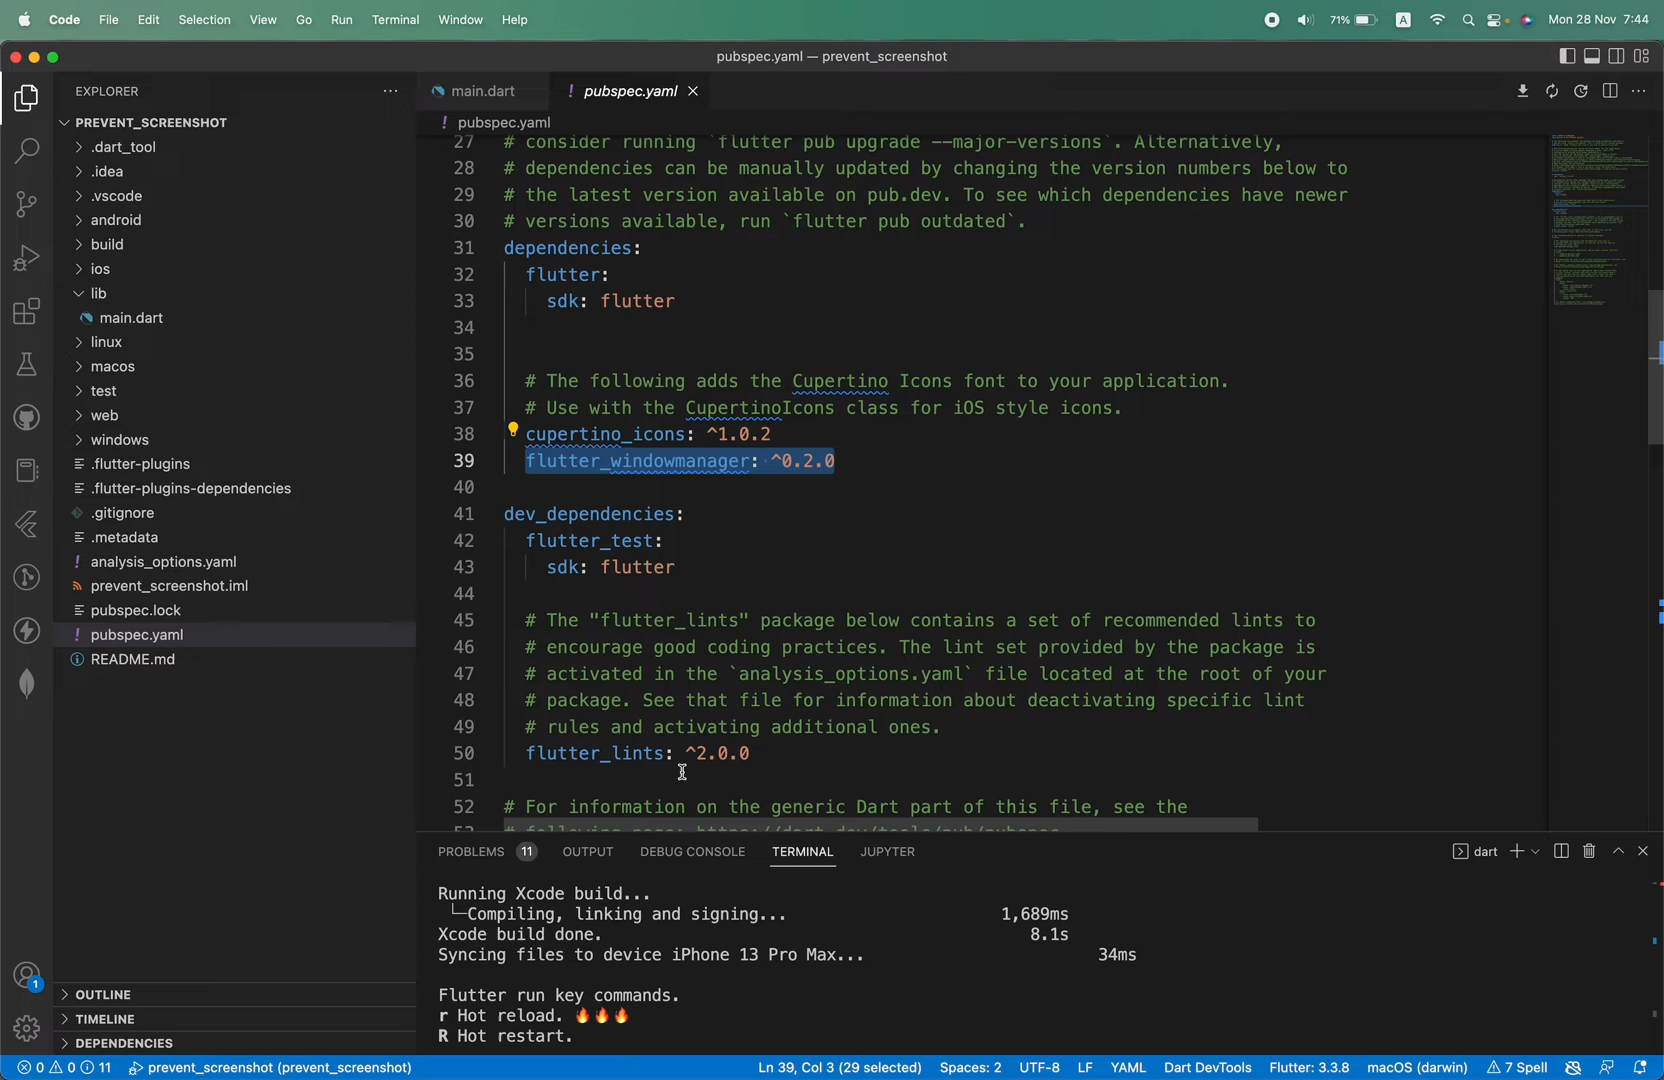 Code File Edit Selection View Go Run Terminal Window Help
71% A Mon 28 Nov 7:44
pubspec.yaml — prevent_screenshot
EXPLORER
PREVENT_SCREENSHOT
.dart_tool
.idea
.vscode
android
build
ios
lib
main.dart
linux
macos
test
web
windows
.flutter-plugins
.flutter-plugins-dependencies
.gitignore
.metadata
! analysis_options.yaml
prevent_screenshot.iml
pubspec.lock
! pubspec.yaml
README.md
OUTLINE
TIMELINE
DEPENDENCIES
1
main.dart ! pubspec.yaml
! pubspec.yaml
27 # consider running `flutter pub upgrade --major-versions`. Alternatively,
28 # dependencies can be manually updated by changing the version numbers below to
29 # the latest version available on pub.dev. To see which dependencies have newer
30 # versions available, run `flutter pub outdated`.
31 dependencies:
32 flutter:
33 sdk: flutter
34
35
36 # The following adds the Cupertino Icons font to your application.
37 # Use with the CupertinoIcons class for iOS style icons.
38 cupertino_icons: ^1.0.2
39 flutter_windowmanager: ^0.2.0
40
41 dev_dependencies:
42 flutter_test:
43 sdk: flutter
44
45 # The "flutter_lints" package below contains a set of recommended lints to
46 # encourage good coding practices. The lint set provided by the package is
47 # activated in the `analysis_options.yaml` file located at the root of your
48 # package. See that file for information about deactivating specific lint
49 # rules and activating additional ones.
50 flutter_lints: ^2.0.0
51
52 # For information on the generic Dart part of this file, see the
53 # following page: https://dart.dev/tools/pub/pubspec
PROBLEMS 11 OUTPUT DEBUG CONSOLE TERMINAL JUPYTER dart
Running Xcode build...
└─Compiling, linking and signing... 1,689ms
Xcode build done. 8.1s
Syncing files to device iPhone 13 Pro Max... 34ms
Flutter run key commands.
r Hot reload. 🔥🔥🔥
R Hot restart.
0 0 11 prevent_screenshot (prevent_screenshot) Ln 39, Col 3 (29 selected) Spaces: 2 UTF-8 LF YAML Dart DevTools Flutter: 3.3.8 macOS (darwin) 7 Spell